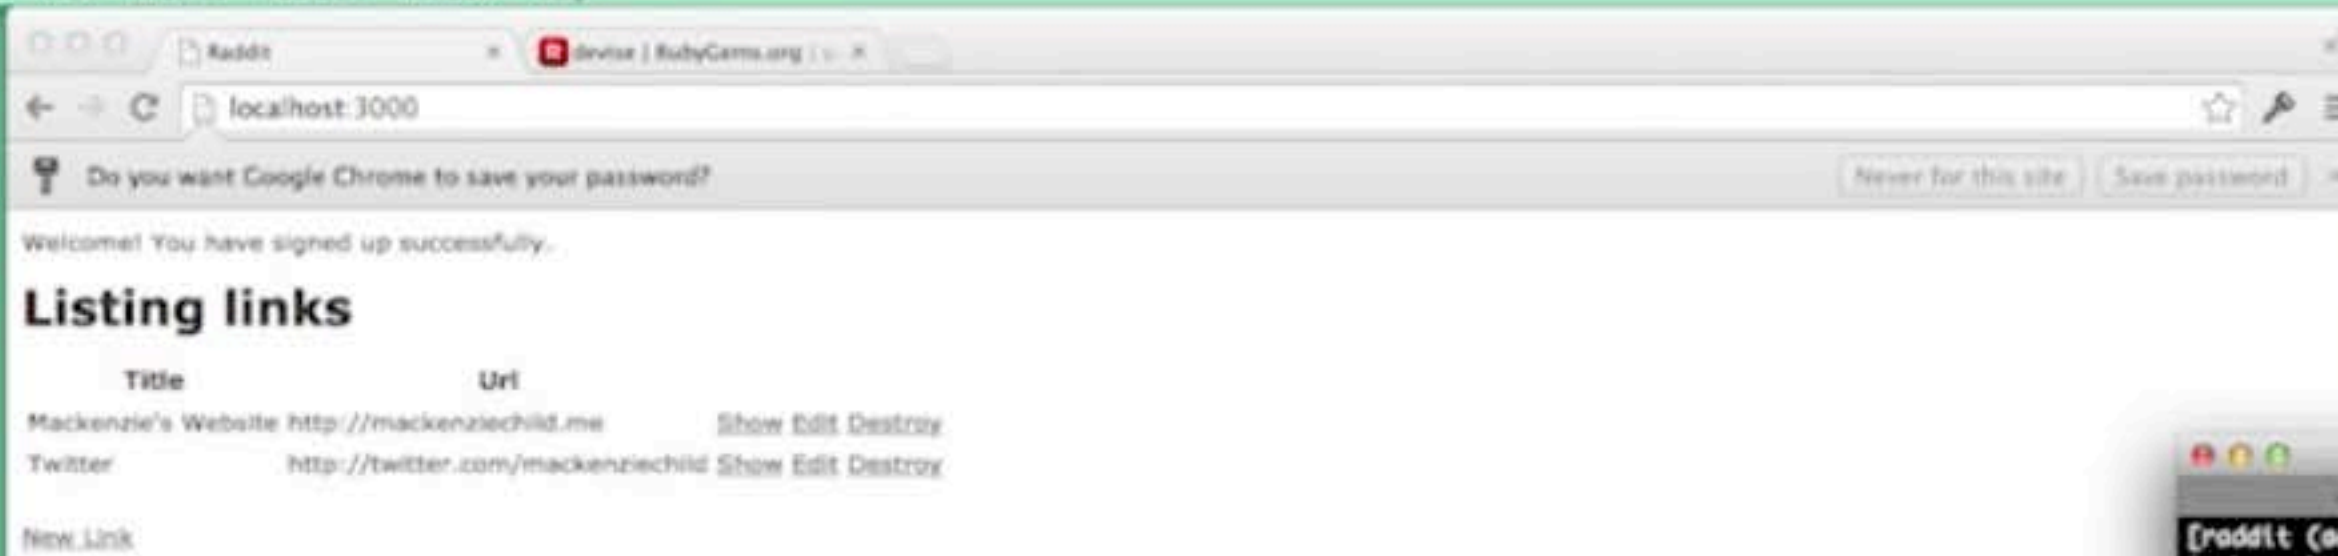 Raddit
devise | RubyGems.org |
localhost:3000
Do you want Google Chrome to save your password? Never for this site Save password
Welcome! You have signed up successfully.
Listing links
Title Url
Mackenzie's Website http://mackenziechild.me Show Edit Destroy
Twitter http://twitter.com/mackenziechild Show Edit Destroy
New Link
[raddit (